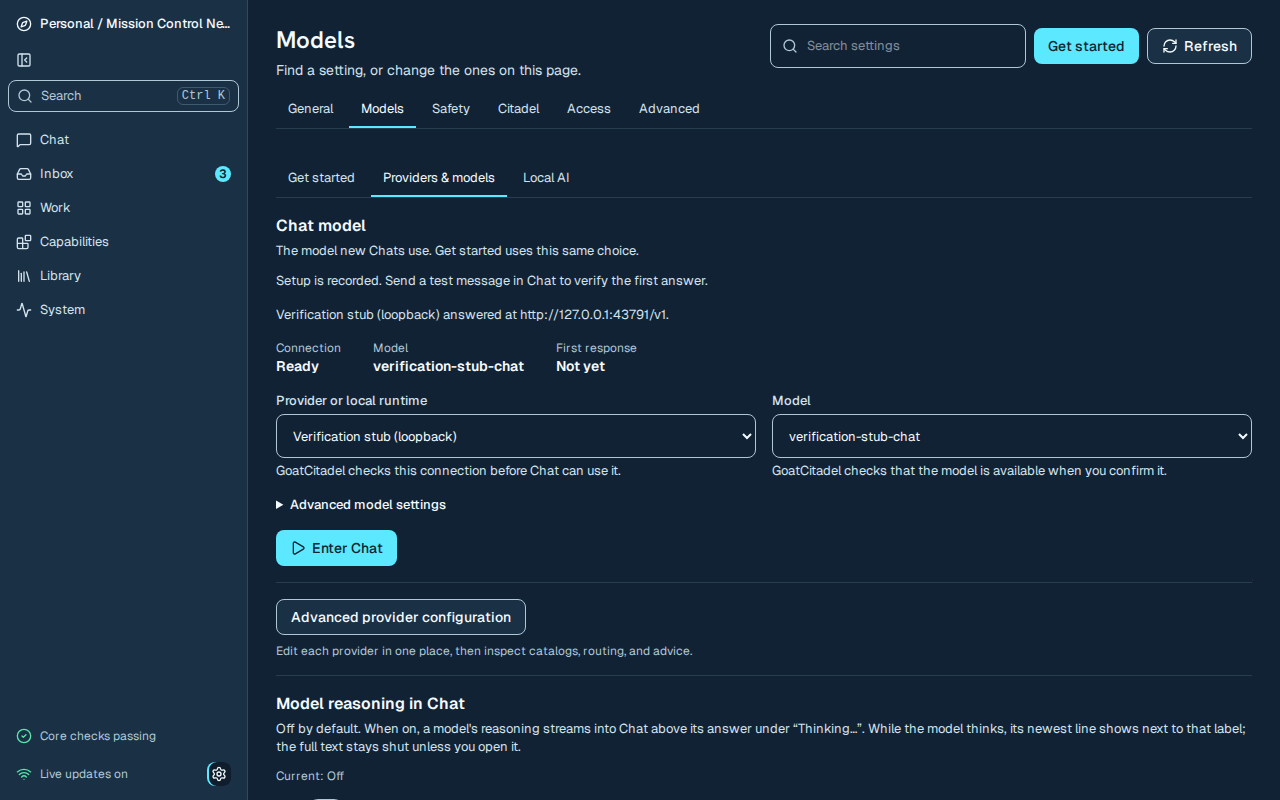 Personal / Mission Control Ne...
Search
Ctrl K
Chat
Inbox
3
Work
Capabilities
Library
System
Core checks passing
Live updates on
Models
Find a setting, or change the ones on this page.
Search settings
Get started
Refresh
General
Models
Safety
Citadel
Access
Advanced
Get started
Providers & models
Local AI
Chat model
The model new Chats use. Get started uses this same choice.
Setup is recorded. Send a test message in Chat to verify the first answer.
Verification stub (loopback) answered at http://127.0.0.1:43791/v1.
Connection
Ready
Model
verification-stub-chat
First response
Not yet
Provider or local runtime
Verification stub (loopback)
GoatCitadel checks this connection before Chat can use it.
Model
verification-stub-chat
GoatCitadel checks that the model is available when you confirm it.
Advanced model settings
Enter Chat
Advanced provider configuration
Edit each provider in one place, then inspect catalogs, routing, and advice.
Model reasoning in Chat
Off by default. When on, a model's reasoning streams into Chat above its answer under “Thinking…”. While the model thinks, its newest line shows next to that label;
the full text stays shut unless you open it.
Current: Off